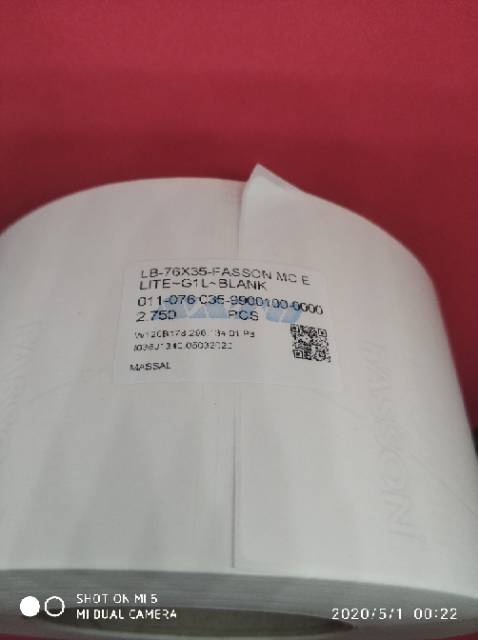 LB-76X35-FASSON MC E
LITE~G1L~BLANK
011-076 C35-9900100-0000
2.750 PCS
MASSAL
FASSON
SHOT ON MI 5
MI DUAL CAMERA
2020/5/1 00:22